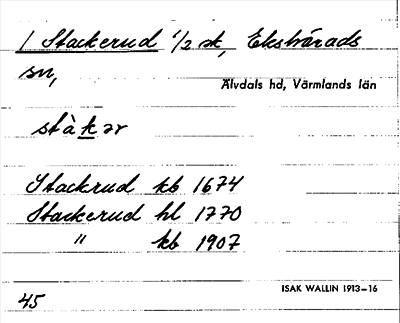 1 Stackerud 1/2 sk, Ekshärads
sn,
Älvdals hd, Värmlands län
stàkər
Stackrud kb 1674
Stackerud hl 1770
" kb 1907
ISAK WALLIN 1913–16
45